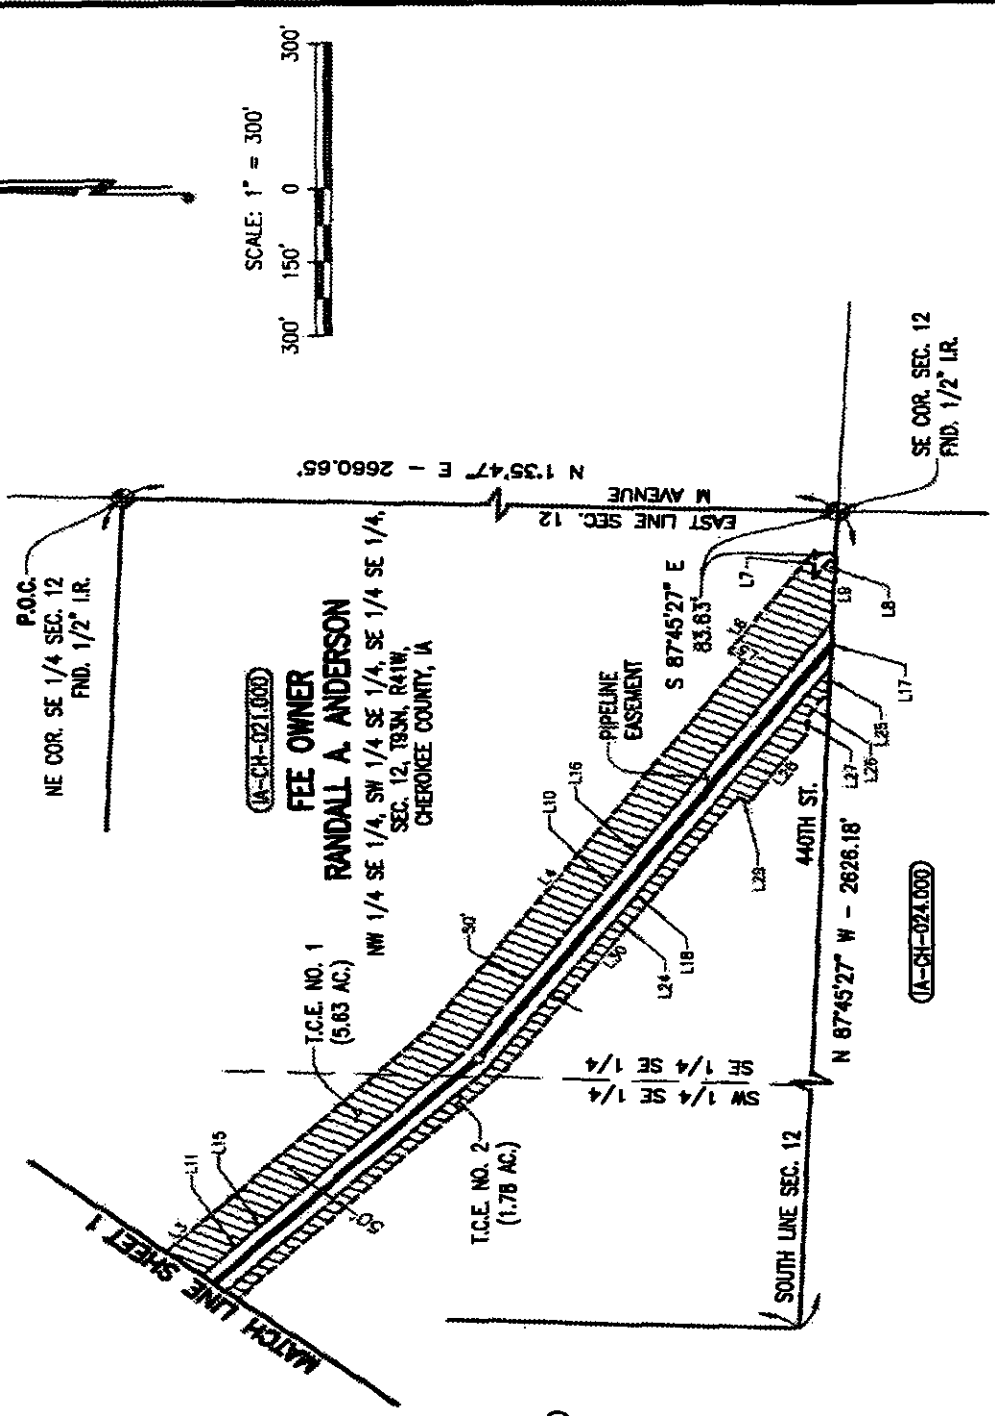 SCALE: 1" = 300'
300' 150' 0 300'
P.O.C.
NE COR. SE 1/4 SEC. 12
FND. 1/2" I.R.
IA-CH-021.000
FEE OWNER
RANDALL A. ANDERSON
NW 1/4 SE 1/4, SW 1/4 SE 1/4, SE 1/4 SE 1/4,
SEC. 12, T93N, R41W,
CHEROKEE COUNTY, IA
N 1°35'47" E - 2660.65'
M AVENUE
EAST LINE SEC. 12
SE COR. SEC. 12
FND. 1/2" I.R.
S 87°45'27" E
83.63'
L7
L9
L8
L17
L25
L26
L27
L28
L29
PIPELINE
EASEMENT
L16
L10
L4
50'
L30
L24
L18
T.C.E. NO. 1
(5.63 AC.)
L15
L11
L3
50'
T.C.E. NO. 2
(1.78 AC.)
MATCH LINE SHEET 1
SW 1/4 SE 1/4
SE 1/4 SE 1/4
440TH ST.
N 87°45'27" W - 2626.18'
SOUTH LINE SEC. 12
IA-CH-024.000